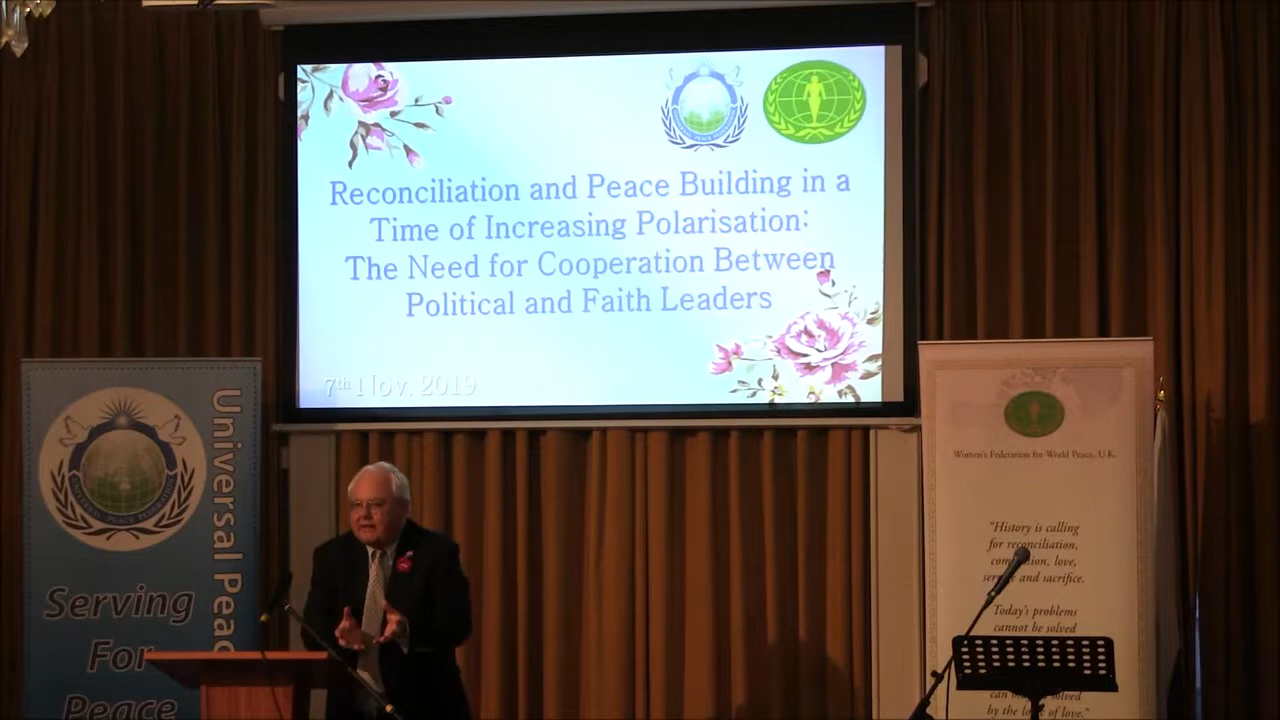 Reconciliation and Peace Building in a
Time of Increasing Polarisation:
The Need for Cooperation Between
Political and Faith Leaders
7th Nov, 2019
Universal Peac
Serving
For
Peace
Women's Federation for World Peace, U.K.
"History is calling
for reconciliation,
love,
and sacrifice.
Today's problems
cannot be solved
can solved
by the of love."